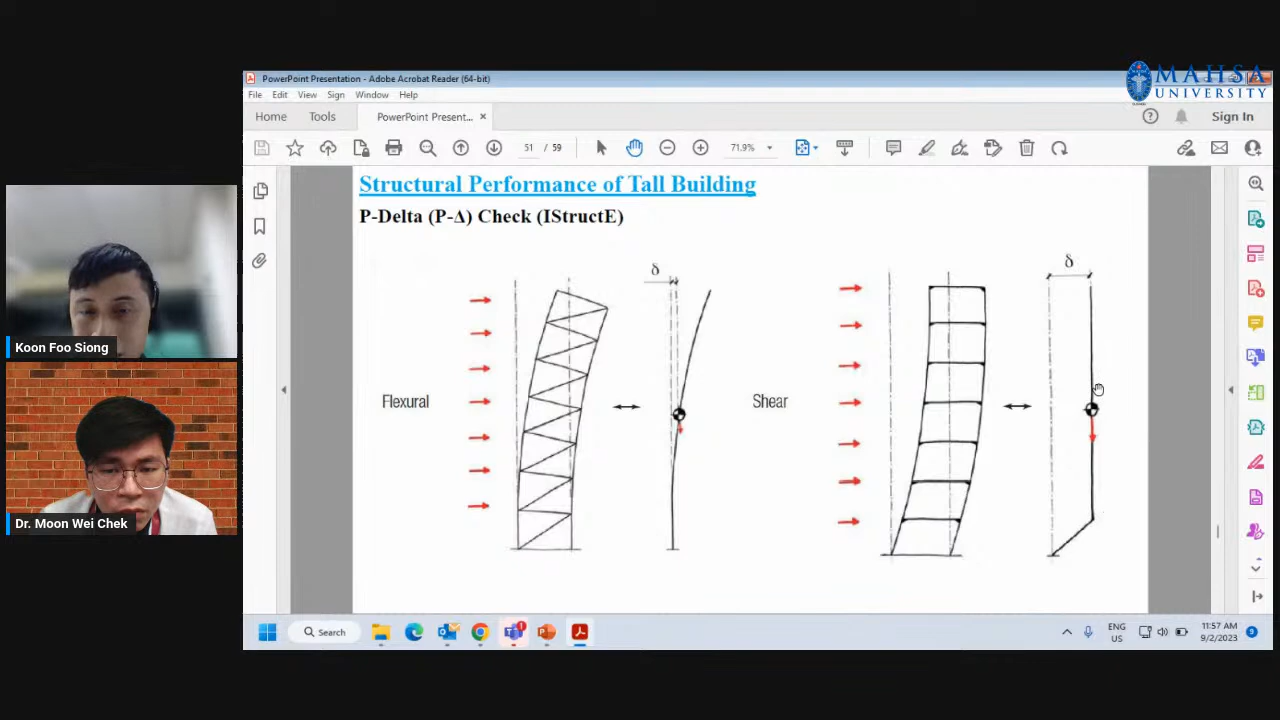 MAHSA
UNIVERSITY
PowerPoint Presentation - Adobe Acrobat Reader (64-bit)
File Edit View Sign Window Help
Home Tools PowerPoint Present... ×
Sign In
51 / 59
71.9%
Structural Performance of Tall Building
P-Delta (P-Δ) Check (IStructE)
δ
δ
Flexural
Shear
Koon Foo Siong
Dr. Moon Wei Chek
Search
1
ENG
US
11:57 AM
9/2/2023
9